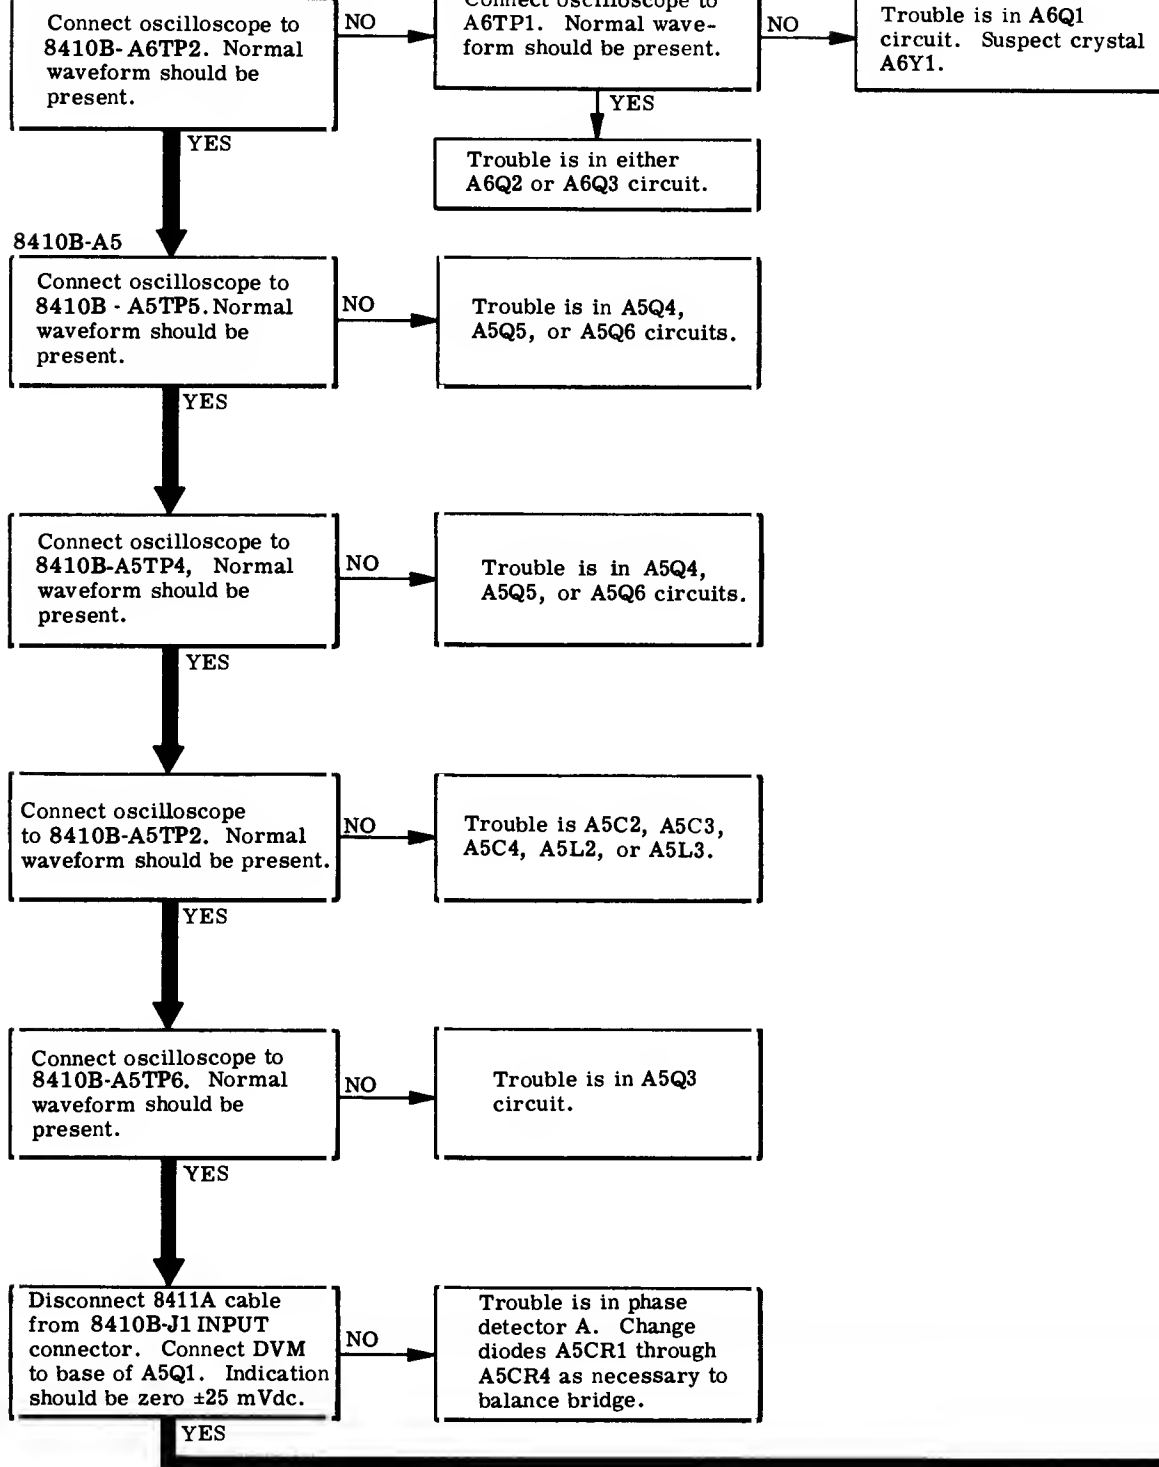 Connect oscilloscope to
8410B-A6TP2. Normal
waveform should be
present.
NO
Connect oscilloscope to
A6TP1. Normal wave-
form should be present.
NO
Trouble is in A6Q1
circuit. Suspect crystal
A6Y1.
YES
YES
Trouble is in either
A6Q2 or A6Q3 circuit.
8410B-A5
Connect oscilloscope to
8410B - A5TP5. Normal
waveform should be
present.
NO
Trouble is in A5Q4,
A5Q5, or A5Q6 circuits.
YES
Connect oscilloscope to
8410B-A5TP4, Normal
waveform should be
present.
NO
Trouble is in A5Q4,
A5Q5, or A5Q6 circuits.
YES
Connect oscilloscope
to 8410B-A5TP2. Normal
waveform should be present.
NO
Trouble is A5C2, A5C3,
A5C4, A5L2, or A5L3.
YES
Connect oscilloscope to
8410B-A5TP6. Normal
waveform should be
present.
NO
Trouble is in A5Q3
circuit.
YES
Disconnect 8411A cable
from 8410B-J1 INPUT
connector. Connect DVM
to base of A5Q1. Indication
should be zero ±25 mVdc.
NO
Trouble is in phase
detector A. Change
diodes A5CR1 through
A5CR4 as necessary to
balance bridge.
YES